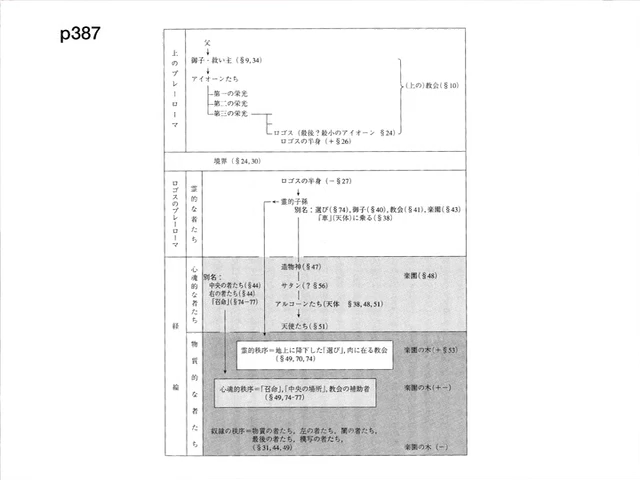 p387
上のプレーローマ
父
御子・救い主（§9, 34）
アイオーンたち
第一の栄光
第二の栄光
第三の栄光
（上の）教会（§10）
ロゴス（最後？最小のアイオーン §24）
ロゴスの半身（＋§26）
境界（§24, 30）
ロゴスのプレーローマ
霊的な者たち
ロゴスの半身（－§27）
霊的子孫
別名：選び（§74），御子（§40），教会（§41），楽園（§43）
「車」（天体）に乗る（§38）
経綸
心魂的な者たち
別名：
中央の者たち（§44）
右の者たち（§44）
「召命」（§74-77）
造物神（§47）
楽園（§48）
サタン（？§56）
アルコーンたち（天体 §38, 48, 51）
天使たち（§51）
物質的な者たち
霊的秩序＝地上に降下した「選び」，肉に在る教会
（§49, 70, 74）
楽園の木（＋§53）
心魂的秩序＝「召命」，「中央の場所」，教会の補助者
（§49, 74-77）
楽園の木（＋－）
奴隷の秩序＝物質の者たち，左の者たち，闇の者たち，
最後の者たち，模写の者たち，
（§31, 44, 49）
楽園の木（－）